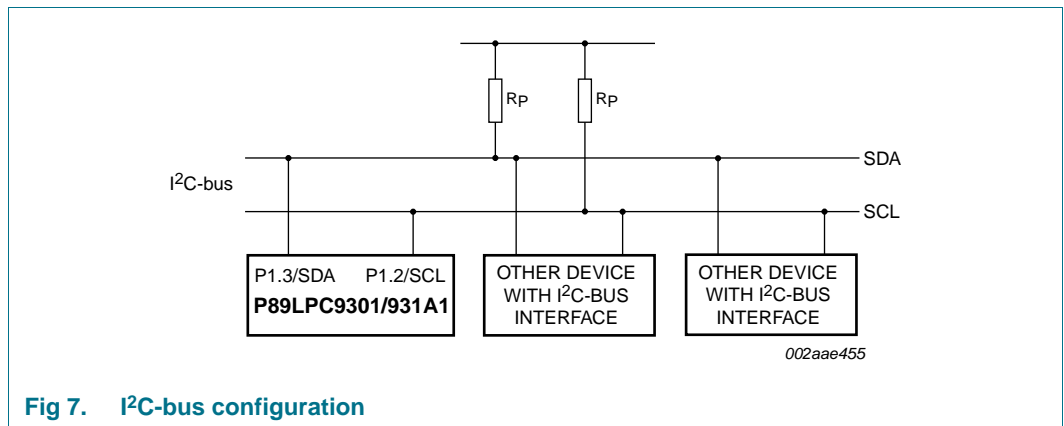 RP
RP
SDA
I2C-bus
SCL
P1.3/SDA P1.2/SCL
P89LPC9301/931A1
OTHER DEVICE
WITH I2C-BUS
INTERFACE
OTHER DEVICE
WITH I2C-BUS
INTERFACE
002aae455
Fig 7. I2C-bus configuration